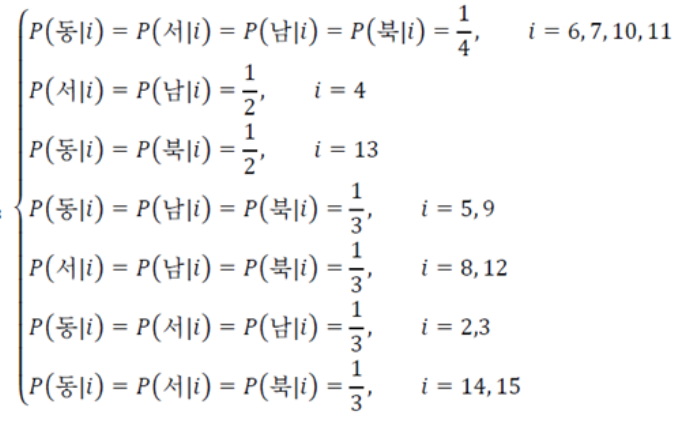 P(동|i) = P(서|i) = P(남|i) = P(북|i) = 1/4, i = 6, 7, 10, 11
P(서|i) = P(남|i) = 1/2, i = 4
P(동|i) = P(북|i) = 1/2, i = 13
P(동|i) = P(남|i) = P(북|i) = 1/3, i = 5,9
P(서|i) = P(남|i) = P(북|i) = 1/3, i = 8, 12
P(동|i) = P(서|i) = P(남|i) = 1/3, i = 2,3
P(동|i) = P(서|i) = P(북|i) = 1/3, i = 14, 15